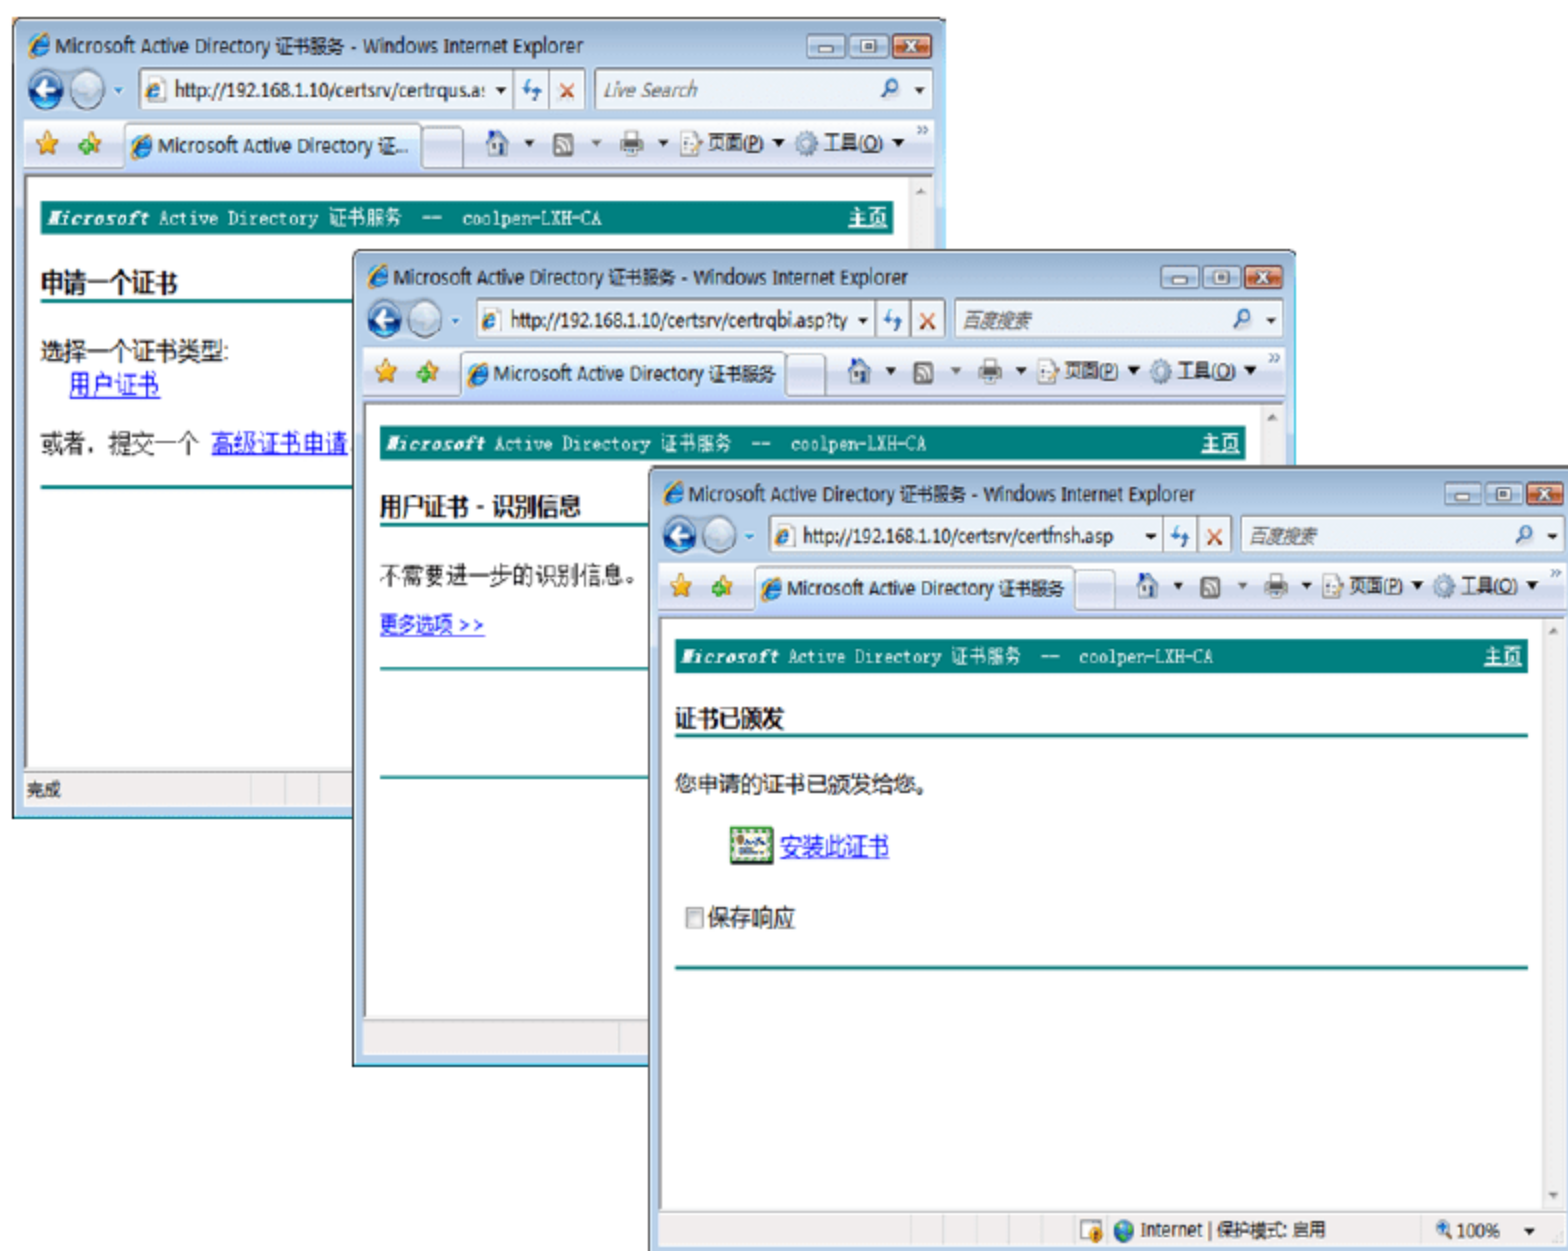 Microsoft Active Directory 证书服务 - Windows Internet Explorer
http://192.168.1.10/certsrv/certrqus.a
Live Search
Microsoft Active Directory 证...
页面(P)
工具(O)
Microsoft Active Directory 证书服务 -- coolpen-LXH-CA
主页
申请一个证书
选择一个证书类型:
用户证书
或者，提交一个 高级证书申请
完成
Microsoft Active Directory 证书服务 - Windows Internet Explorer
http://192.168.1.10/certsrv/certrqbi.asp?ty
百度搜索
Microsoft Active Directory 证书服务
页面(P)
工具(O)
Microsoft Active Directory 证书服务 -- coolpen-LXH-CA
主页
用户证书 - 识别信息
不需要进一步的识别信息。
更多选项 >>
Microsoft Active Directory 证书服务 - Windows Internet Explorer
http://192.168.1.10/certsrv/certfnsh.asp
百度搜索
Microsoft Active Directory 证书服务
页面(P)
工具(O)
Microsoft Active Directory 证书服务 -- coolpen-LXH-CA
主页
证书已颁发
您申请的证书已颁发给您。
安装此证书
保存响应
Internet | 保护模式: 启用
100%